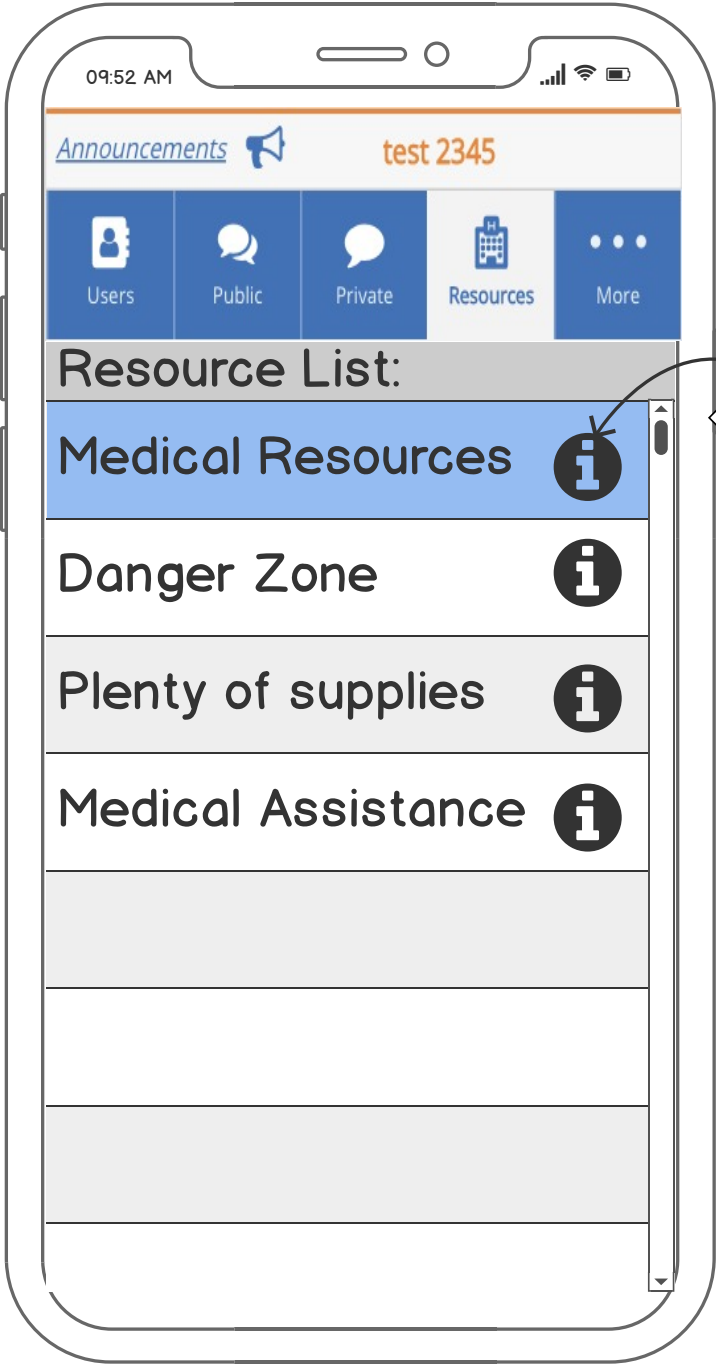 09:52 AM
Announcements test 2345
H
Users Public Private Resources More
Resource List:
Medical Resources
Danger Zone
Plenty of supplies
Medical Assistance